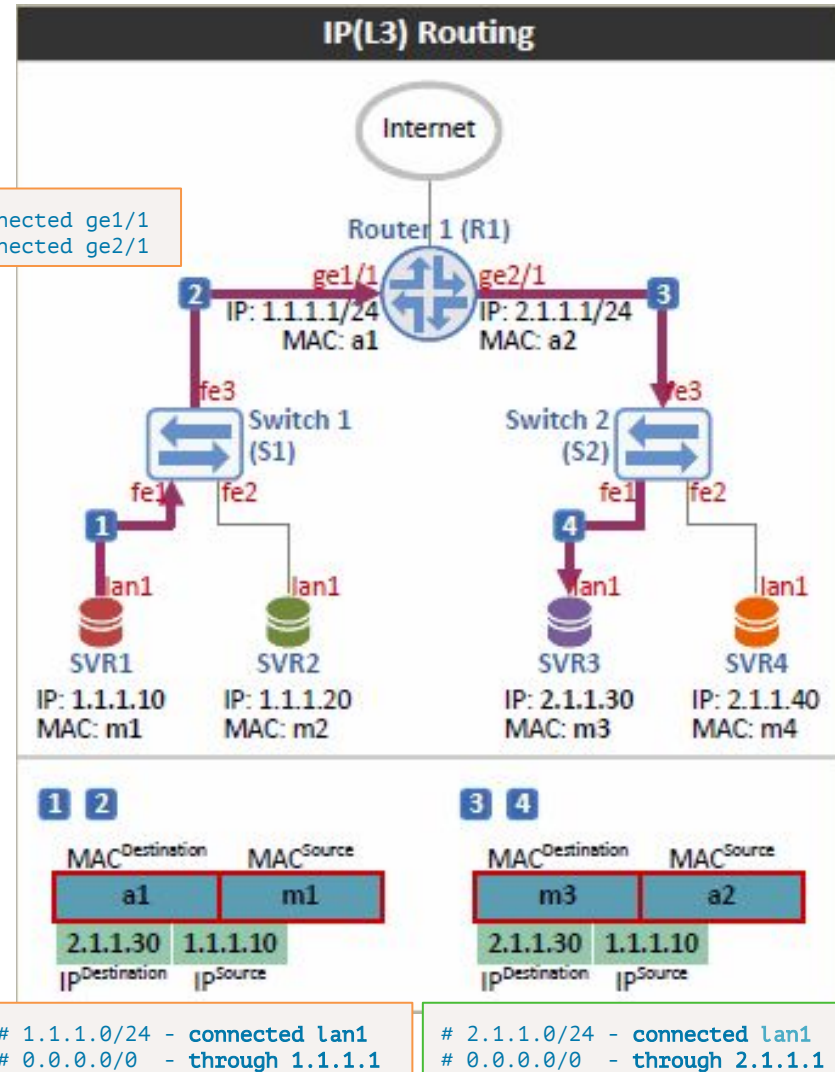 IP(L3) Routing
Internet
nected ge1/1
nected ge2/1
Router 1 (R1)
2 ge1/1 ge2/1 3
IP: 1.1.1.1/24 IP: 2.1.1.1/24
MAC: a1 MAC: a2
fe3 fe3
Switch 1 Switch 2
(S1) (S2)
fe1 fe2 fe1 fe2
1 4
lan1 lan1 lan1 lan1
SVR1 SVR2 SVR3 SVR4
IP: 1.1.1.10 IP: 1.1.1.20 IP: 2.1.1.30 IP: 2.1.1.40
MAC: m1 MAC: m2 MAC: m3 MAC: m4
1 2 3 4
MACDestination MACSource MACDestination MACSource
a1 m1 m3 a2
2.1.1.30 1.1.1.10 2.1.1.30 1.1.1.10
IPDestination IPSource IPDestination IPSource
# 1.1.1.0/24 - connected lan1 # 2.1.1.0/24 - connected lan1
# 0.0.0.0/0 - through 1.1.1.1 # 0.0.0.0/0 - through 2.1.1.1